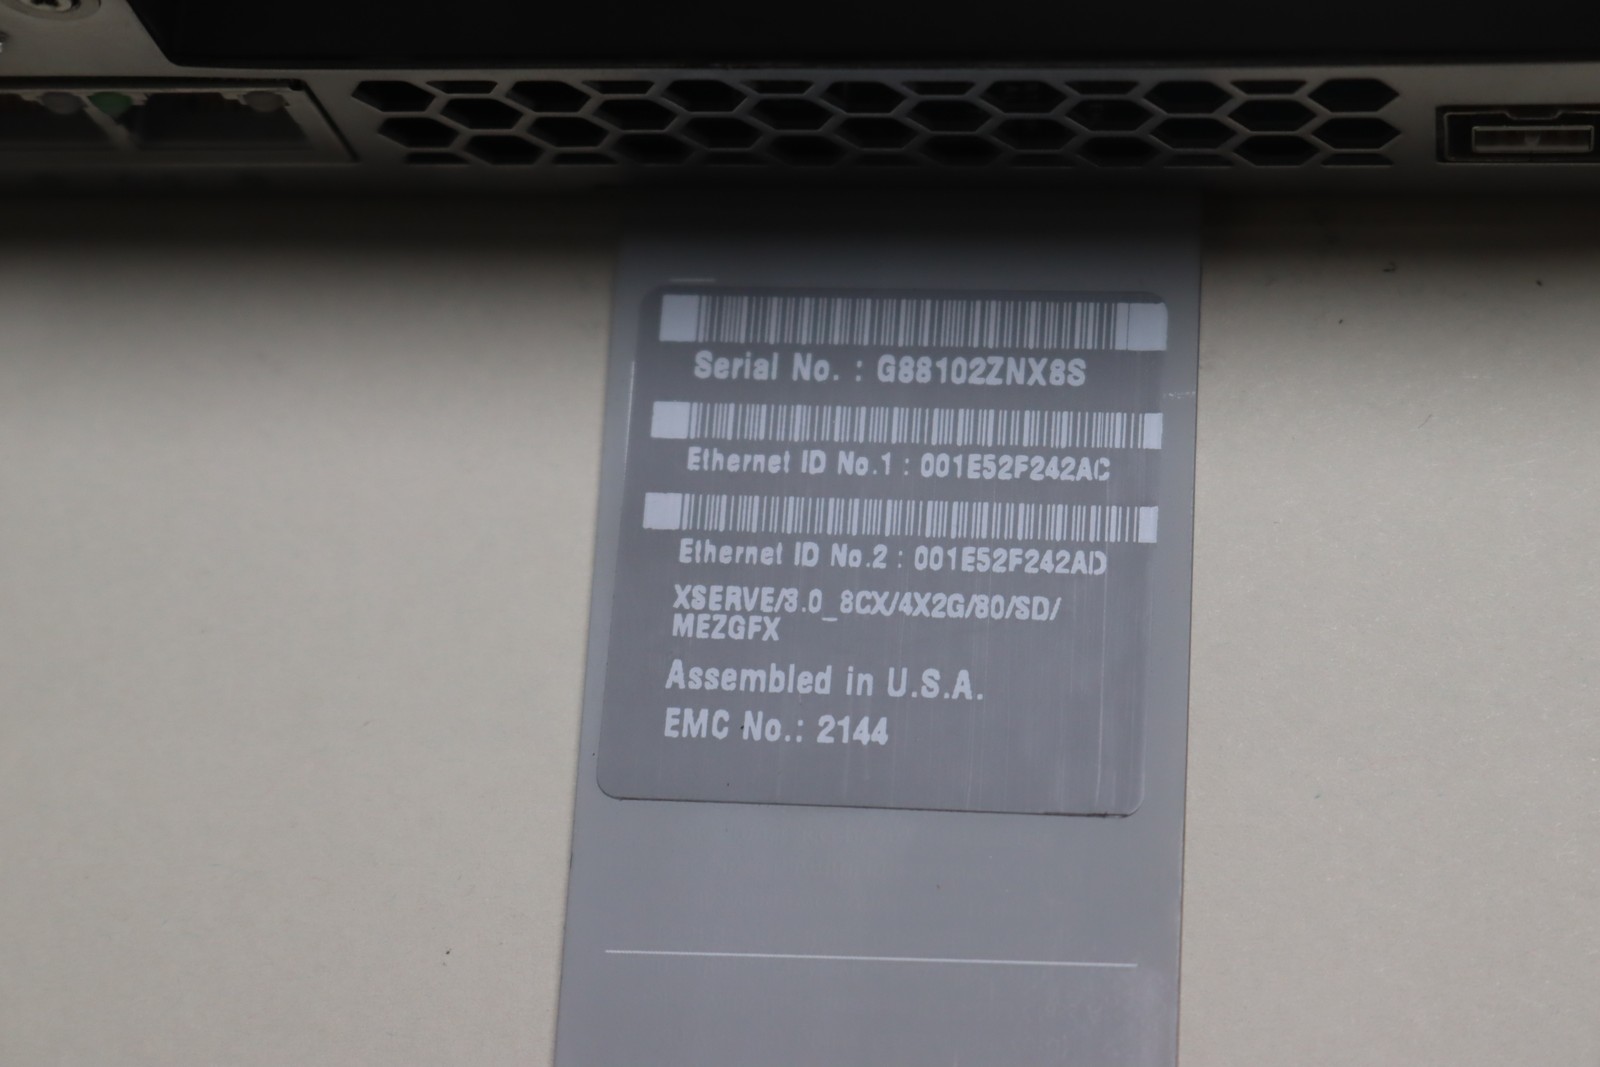 Serial No. : G88102ZNX8S
Ethernet ID No.1 : 001E52F242AC
Ethernet ID No.2 : 001E52F242AD
XSERVE/3.0_8CX/4X2G/80/SD/
MEZGFX
Assembled in U.S.A.
EMC No.: 2144